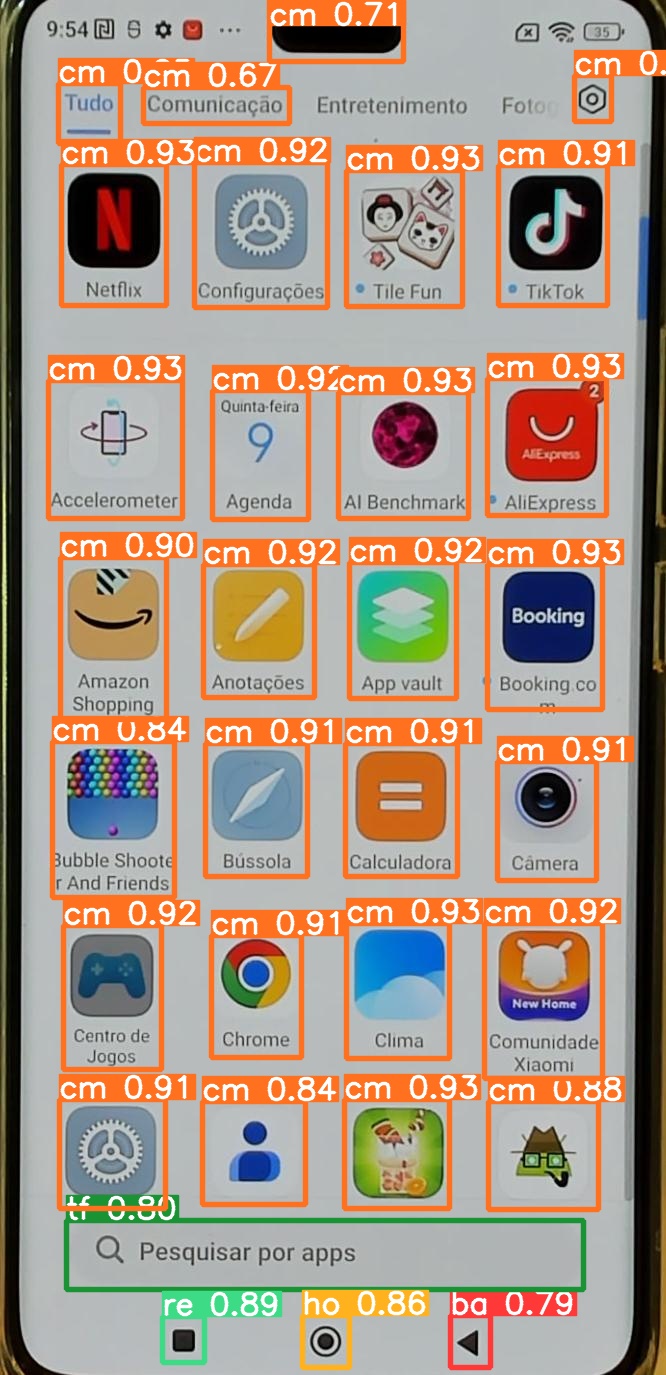 cm 0.71
9:54 ... 35
cm 0. cm 0.67 cm 0.
Tudo Comunicação Entretenimento Fotog
cm 0.93 cm 0.92 cm 0.93 cm 0.91
Netflix Configurações Tile Fun TikTok
cm 0.93 cm 0.92 cm 0.93 cm 0.93
Quinta-feira 2
9 AliExpress
Accelerometer Agenda AI Benchmark AliExpress
cm 0.90 cm 0.92 cm 0.92 cm 0.93
Booking
Amazon Anotações App vault Booking.co
Shopping m
cm 0.84 cm 0.91 cm 0.91 cm 0.91
Bubble Shoote Bússola Calculadora Câmera
r And Friends
cm 0.92 cm 0.91 cm 0.93 cm 0.92
New Home
Centro de Chrome Clima Comunidade
Jogos Xiaomi
cm 0.91 cm 0.84 cm 0.93 cm 0.88
tf 0.80
Pesquisar por apps
re 0.89 ho 0.86 ba 0.79